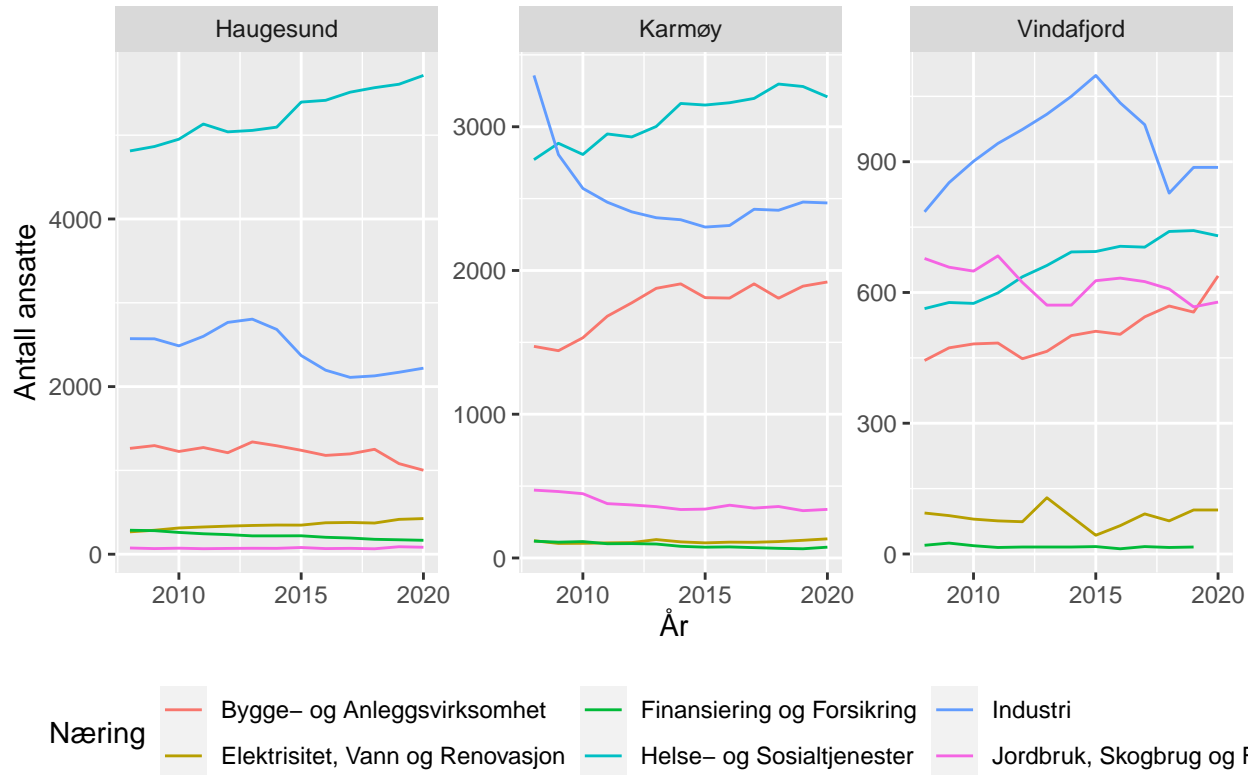 Haugesund
Karmøy
Vindafjord
Antall ansatte
4000
2000
0
3000
2000
1000
0
900
600
300
0
2010 2015 2020
2010 2015 2020
2010 2015 2020
År
Næring
Bygge− og Anleggsvirksomhet
Finansiering og Forsikring
Industri
Elektrisitet, Vann og Renovasjon
Helse− og Sosialtjenester
Jordbruk, Skogbrug og F